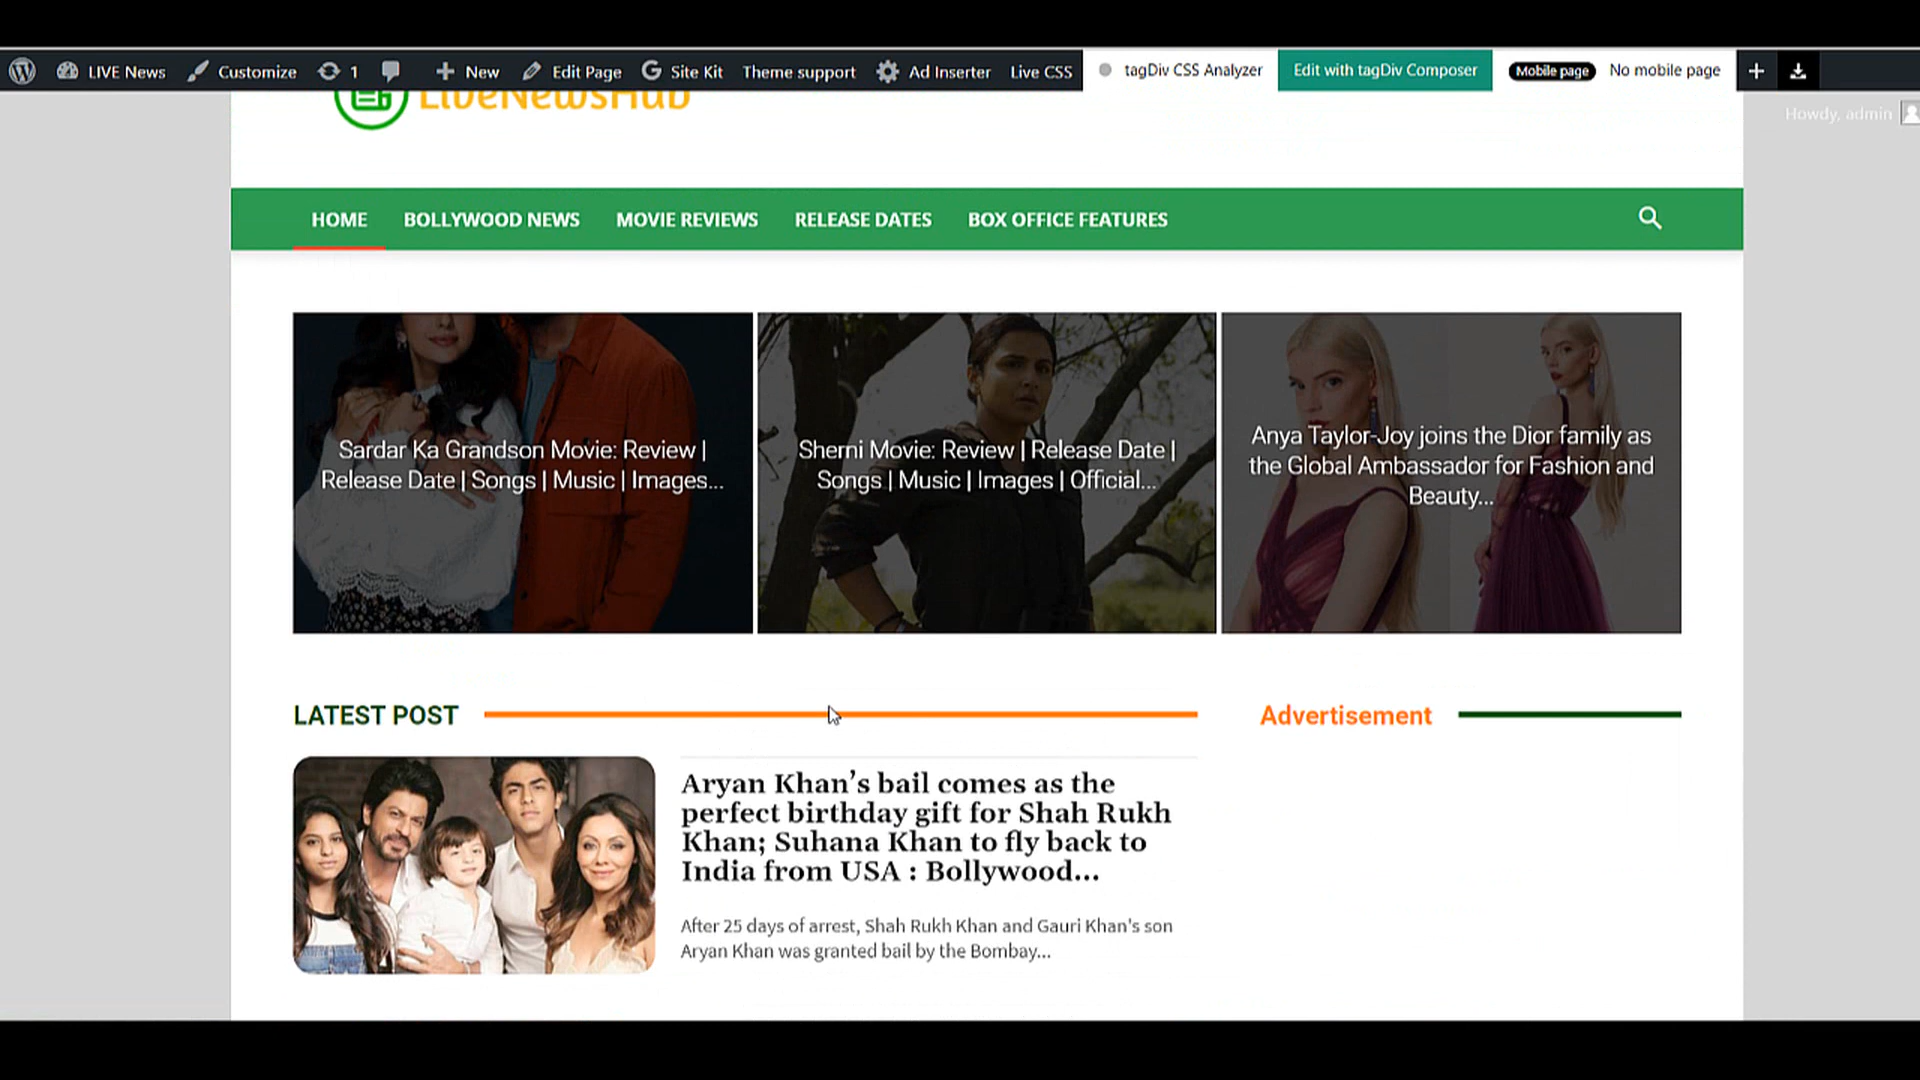 LIVE News
Customize
1
New
Edit Page
Site Kit
Theme support
Ad Inserter
Live CSS
tagDiv CSS Analyzer
Edit with tagDiv Composer
Mobile page
No mobile page
Howdy, admin
LiveNewsHub
HOME
BOLLYWOOD NEWS
MOVIE REVIEWS
RELEASE DATES
BOX OFFICE FEATURES
Sardar Ka Grandson Movie: Review |
Release Date | Songs | Music | Images...
Sherni Movie: Review | Release Date |
Songs | Music | Images | Official...
Anya Taylor-Joy joins the Dior family as
the Global Ambassador for Fashion and
Beauty...
LATEST POST
Advertisement
Aryan Khan’s bail comes as the
perfect birthday gift for Shah Rukh
Khan; Suhana Khan to fly back to
India from USA : Bollywood...
After 25 days of arrest, Shah Rukh Khan and Gauri Khan's son
Aryan Khan was granted bail by the Bombay...